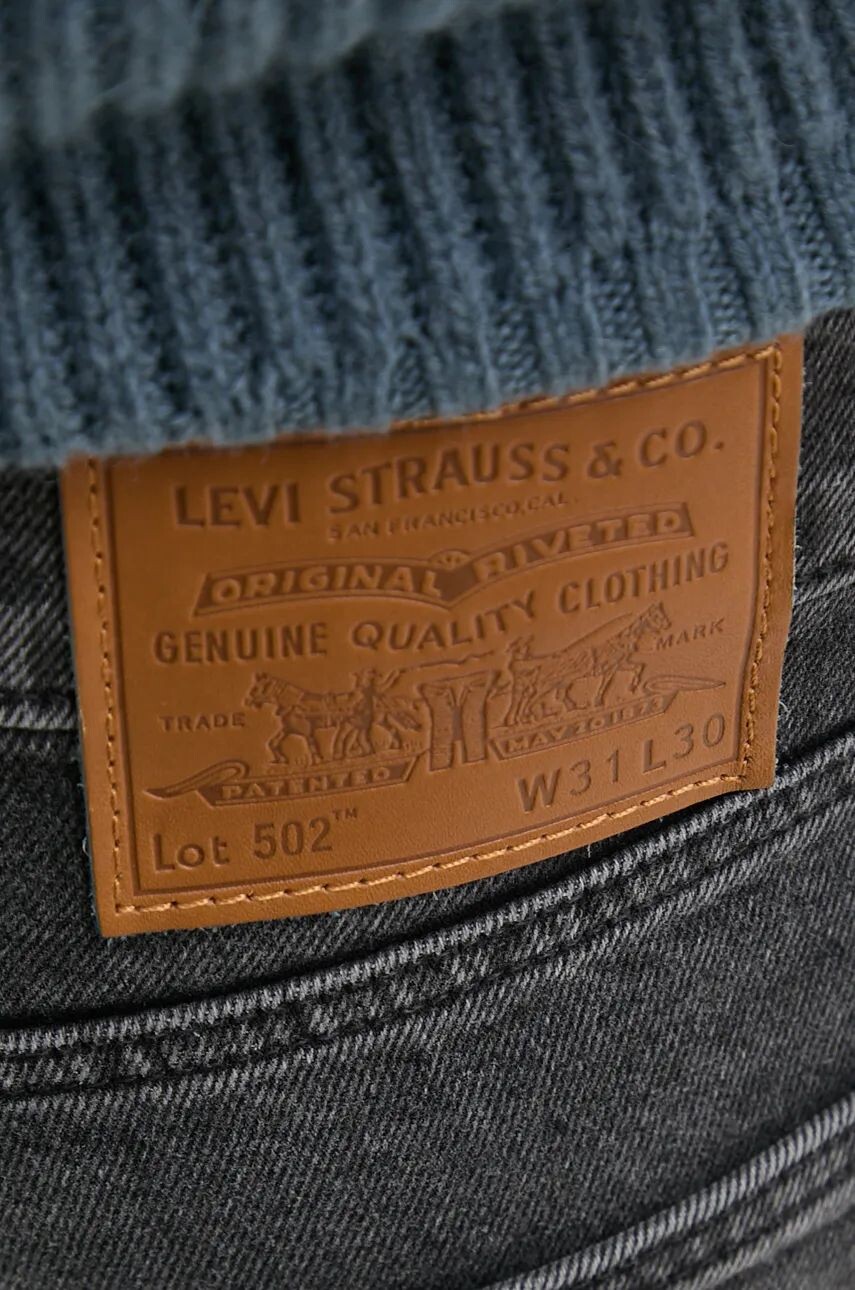 LEVI STRAUSS & CO.
SAN FRANCISCO, CAL.
ORIGINAL RIVETED
GENUINE QUALITY CLOTHING
TRADE MARK
PATENTED MAY 20 1873
Lot 502™ W31 L30